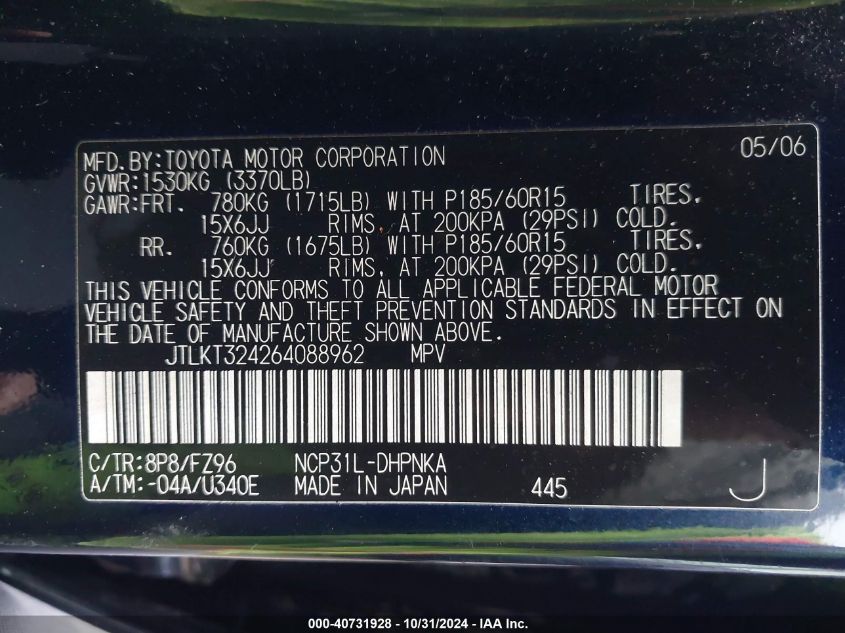 MFD.BY:TOYOTA MOTOR CORPORATION 05/06
GVWR:1530KG (3370LB)
GAWR:FRT. 780KG (1715LB) WITH P185/60R15 TIRES.
15X6JJ RIMS, AT 200KPA (29PSI) COLD.
RR. 760KG (1675LB) WITH P185/60R15 TIRES.
15X6JJ RIMS, AT 200KPA (29PSI) COLD.
THIS VEHICLE CONFORMS TO ALL APPLICABLE FEDERAL MOTOR
VEHICLE SAFETY AND THEFT PREVENTION STANDARDS IN EFFECT ON
THE DATE OF MANUFACTURE SHOWN ABOVE.
JTLKT324264088962 MPV
C/TR:8P8/FZ96 NCP31L-DHPNKA
A/TM:-04A/U340E MADE IN JAPAN 445 J
000-40731928 - 10/31/2024 - IAA Inc.